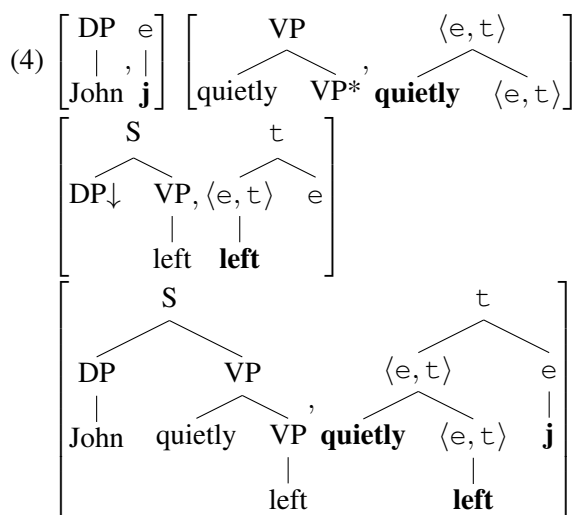 (4) DP e VP ⟨e, t⟩
John , j quietly VP* , quietly ⟨e, t⟩
S t
DP↓ VP , ⟨e, t⟩ e
left left
S t
DP VP ⟨e, t⟩ e
John quietly VP , quietly ⟨e, t⟩ j
left left